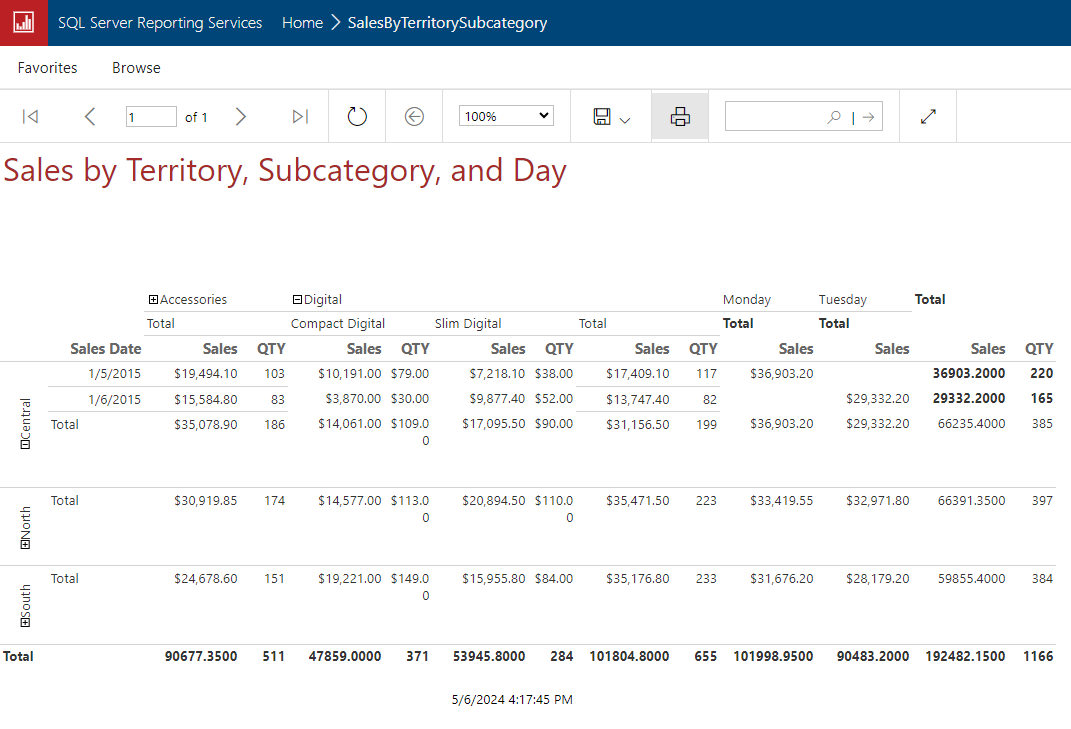 SQL Server Reporting Services Home > SalesByTerritorySubcategory
Favorites Browse
1 of 1 100%
Sales by Territory, Subcategory, and Day
Accessories Digital Monday Tuesday Total
Total Compact Digital Slim Digital Total Total Total
Sales Date Sales QTY Sales QTY Sales QTY Sales QTY Sales Sales Sales QTY
Central
1/5/2015 $19,494.10 103 $10,191.00 $79.00 $7,218.10 $38.00 $17,409.10 117 $36,903.20 36903.2000 220
1/6/2015 $15,584.80 83 $3,870.00 $30.00 $9,877.40 $52.00 $13,747.40 82 $29,332.20 29332.2000 165
Total $35,078.90 186 $14,061.00 $109.0 $17,095.50 $90.00 $31,156.50 199 $36,903.20 $29,332.20 66235.4000 385
0
North
Total $30,919.85 174 $14,577.00 $113.0 $20,894.50 $110.0 $35,471.50 223 $33,419.55 $32,971.80 66391.3500 397
0 0
South
Total $24,678.60 151 $19,221.00 $149.0 $15,955.80 $84.00 $35,176.80 233 $31,676.20 $28,179.20 59855.4000 384
0
Total 90677.3500 511 47859.0000 371 53945.8000 284 101804.8000 655 101998.9500 90483.2000 192482.1500 1166
5/6/2024 4:17:45 PM